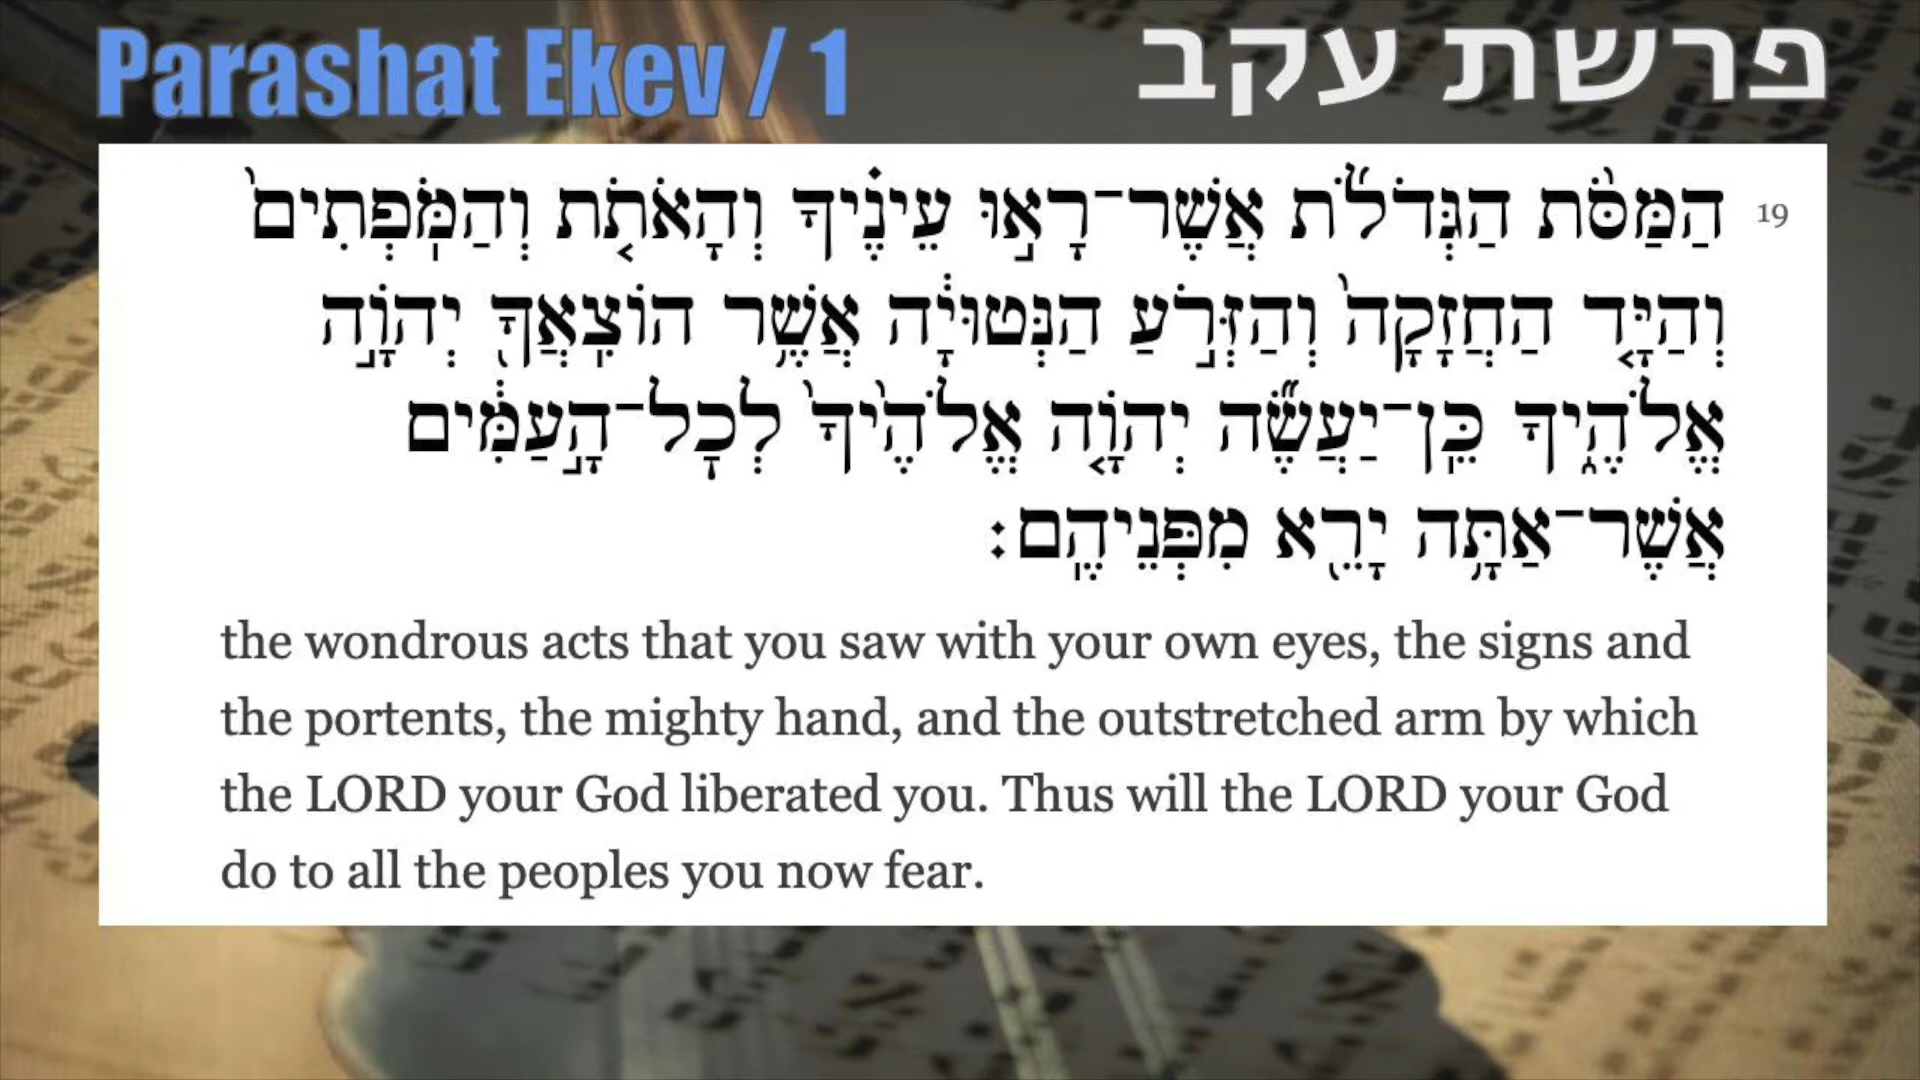 Parashat Ekev / 1
פרשת עקב
19 הַמַּסֹּ֨ת הַגְּדֹלֹ֜ת אֲשֶׁר־רָא֣וּ עֵינֶ֗יךָ וְהָאֹתֹ֤ת וְהַמֹּֽפְתִים֙
וְהַיָּ֤ד הַחֲזָקָה֙ וְהַזְּרֹ֣עַ הַנְּטוּיָ֔ה אֲשֶׁ֥ר הוֹצִֽאֲךָ֖ יְהֹוָ֣ה
אֱלֹהֶ֑יךָ כֵּֽן־יַעֲשֶׂ֞ה יְהֹוָ֤ה אֱלֹהֶ֙יךָ֙ לְכׇל־הָ֣עַמִּ֔ים
אֲשֶׁר־אַתָּ֥ה יָרֵ֖א מִפְּנֵיהֶֽם׃
the wondrous acts that you saw with your own eyes, the signs and
the portents, the mighty hand, and the outstretched arm by which
the LORD your God liberated you. Thus will the LORD your God
do to all the peoples you now fear.